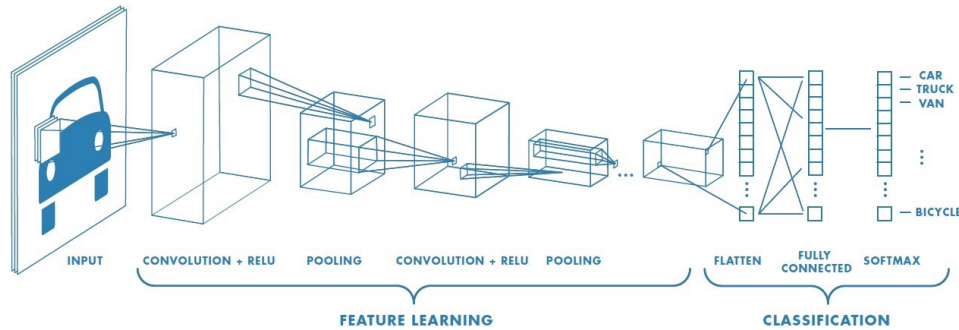 CAR
TRUCK
VAN
BICYCLE
INPUT
CONVOLUTION + RELU
POOLING
CONVOLUTION + RELU
POOLING
FLATTEN
FULLY
CONNECTED
SOFTMAX
FEATURE LEARNING
CLASSIFICATION